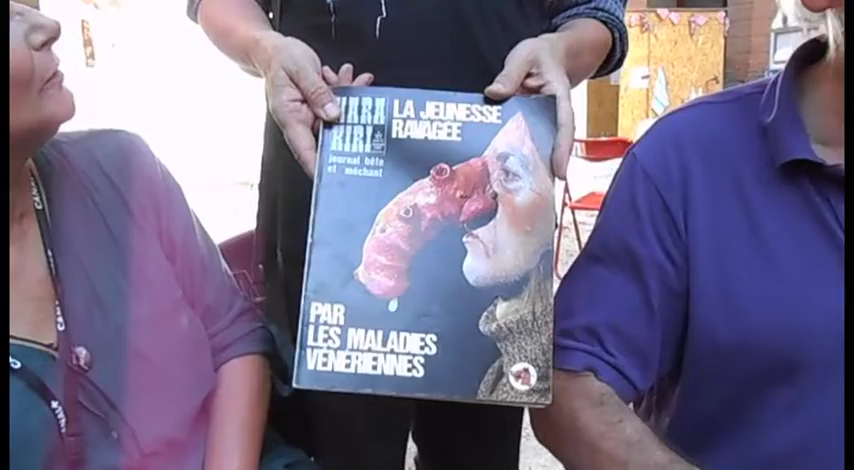 HARA
KIRI
journal bête
et méchant
LA JEUNESSE
RAVAGÉE
PAR
LES MALADIES
VÉNÉRIENNES